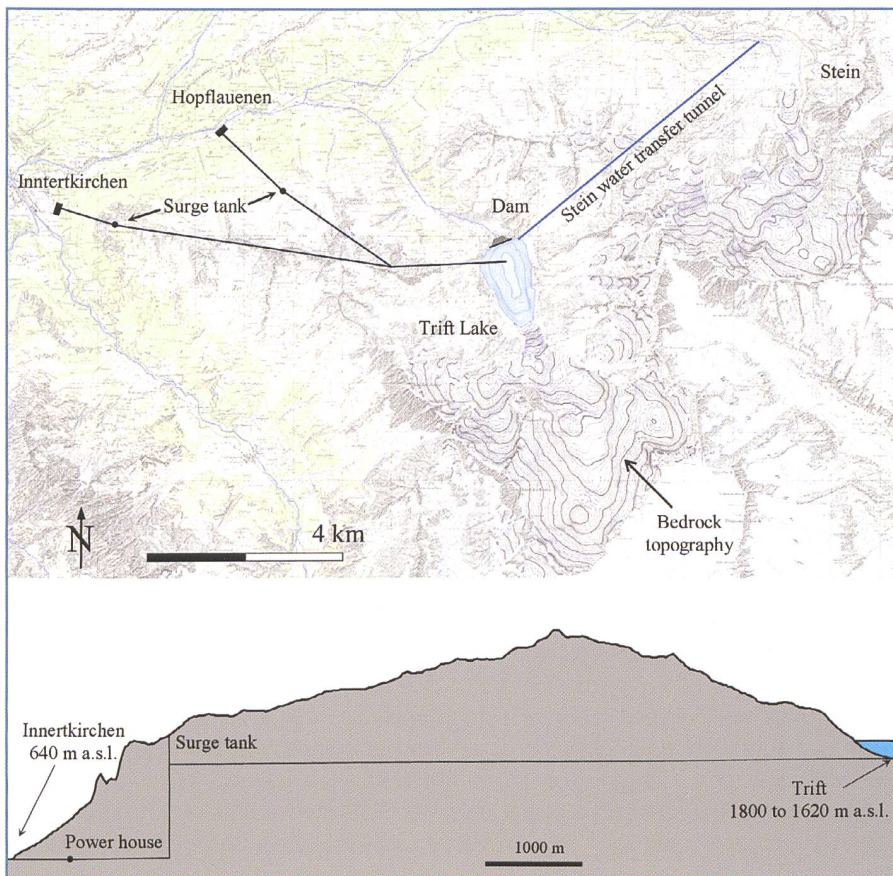 Stein
Hopflauenen
Stein water transfer tunnel
Inntertkirchen
Surge tank
Dam
Trift Lake
N
4 km
Bedrock
topography
Innertkirchen
640 m a.s.l.
Surge tank
Trift
1800 to 1620 m a.s.l.
Power house
1000 m